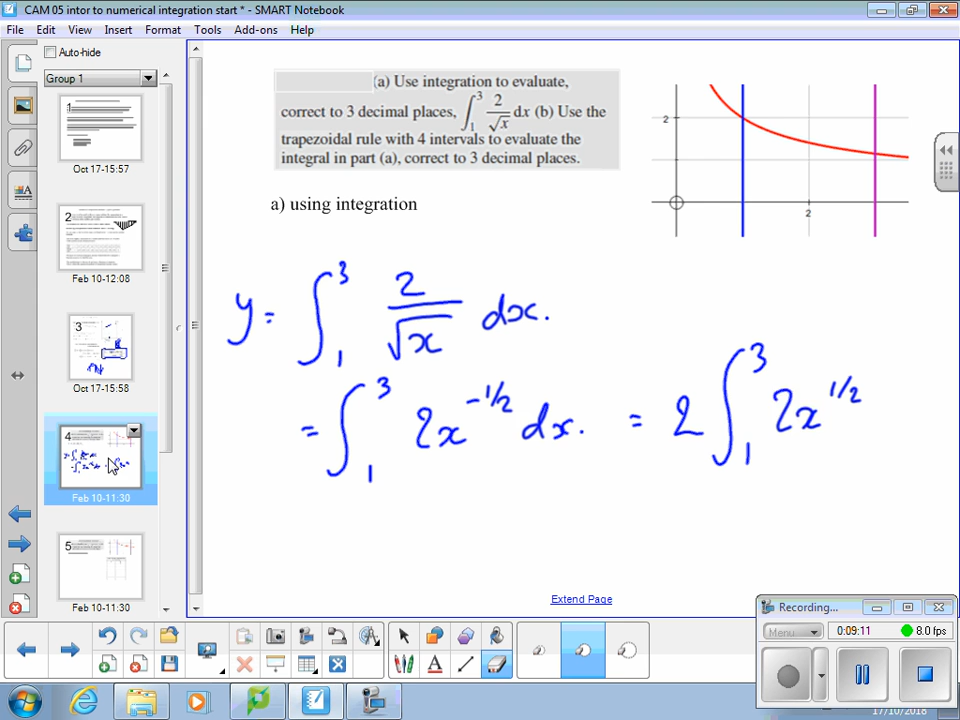 CAM 05 intor to numerical integration start * - SMART Notebook
File Edit View Insert Format Tools Add-ons Help
Auto-hide
Group 1
1
Oct 17-15:57
2
Feb 10-12:08
3
Oct 17-15:58
4
Feb 10-11:30
5
Feb 10-11:30
(a) Use integration to evaluate,
correct to 3 decimal places, ∫₁³ 2/√x dx (b) Use the
trapezoidal rule with 4 intervals to evaluate the
integral in part (a), correct to 3 decimal places.
2
2
a) using integration
y = ∫₁³ 2/√x dx.
= ∫₁³ 2x^(-1/2) dx. = 2 ∫₁³ 2x^(1/2)
Extend Page
Recording...
Menu
0:09:11 8.0 fps
A
17/10/2018